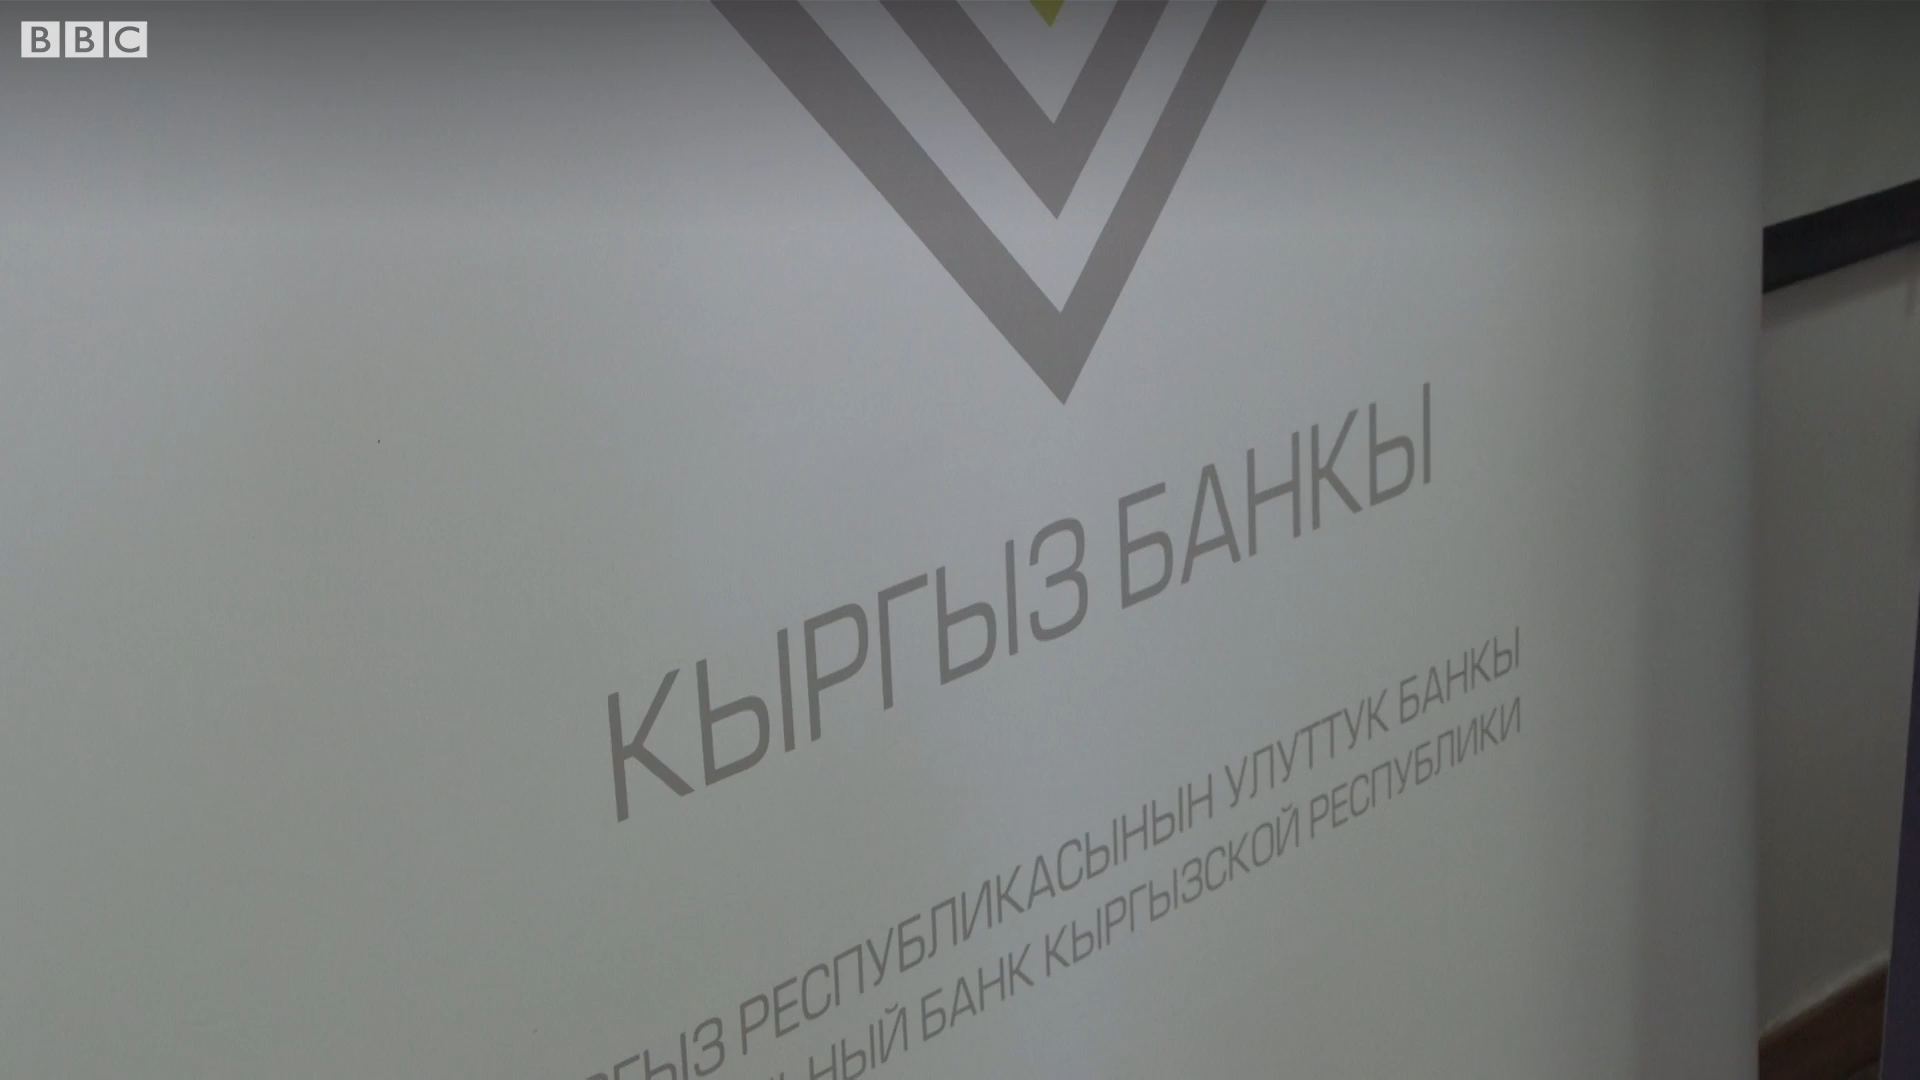 BBC
КЫРГЫЗ БАНКЫ
РЕСПУБЛИКАСЫНЫН УЛУТТУК БАНКЫ
БАНК КЫРГЫЗСКОЙ РЕСПУБЛИКИ